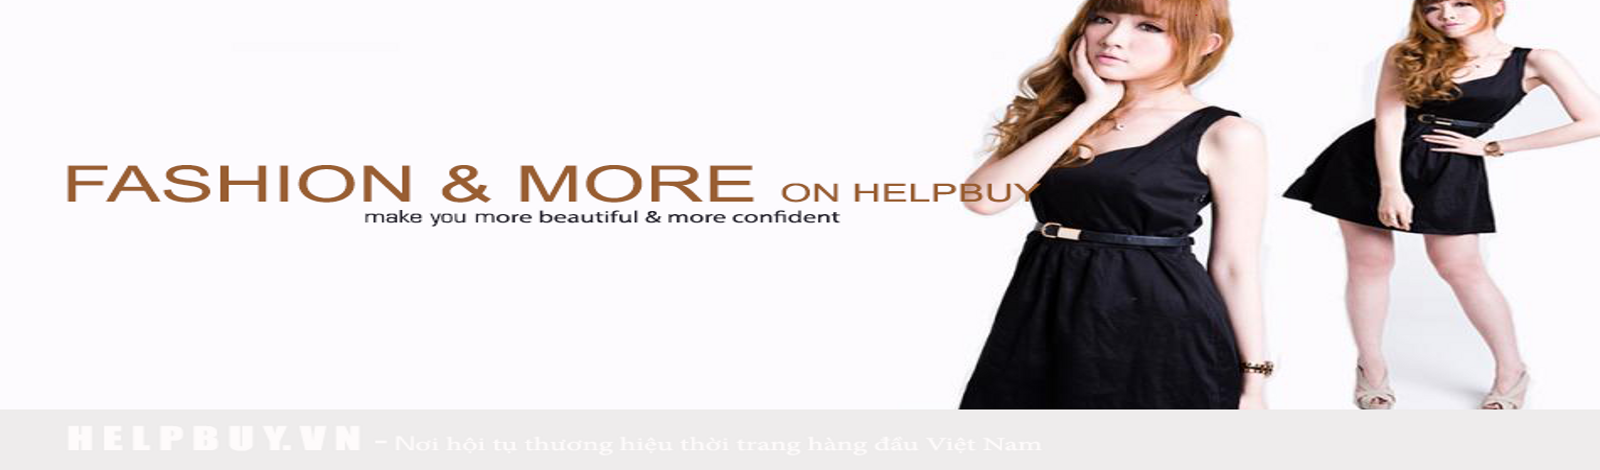 FASHION & MORE ON HELPBUY
make you more beautiful & more confident
HELPBUY.VN - Nơi hội tụ thương hiệu thời trang hàng đầu Việt Nam